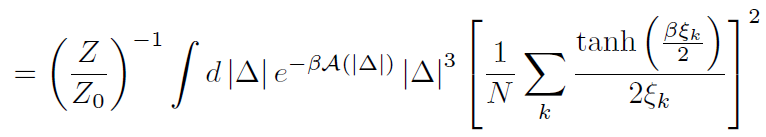 $= \left( \frac{Z}{Z_0} \right)^{-1} \int d\,|\Delta|\, e^{-\beta \mathcal{A}(|\Delta|)} \,|\Delta|^3 \left[ \frac{1}{N} \sum_k \frac{\tanh\left( \frac{\beta \xi_k}{2} \right)}{2\xi_k} \right]^2$